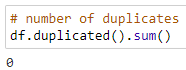 # number of duplicates
df.duplicated().sum()
0